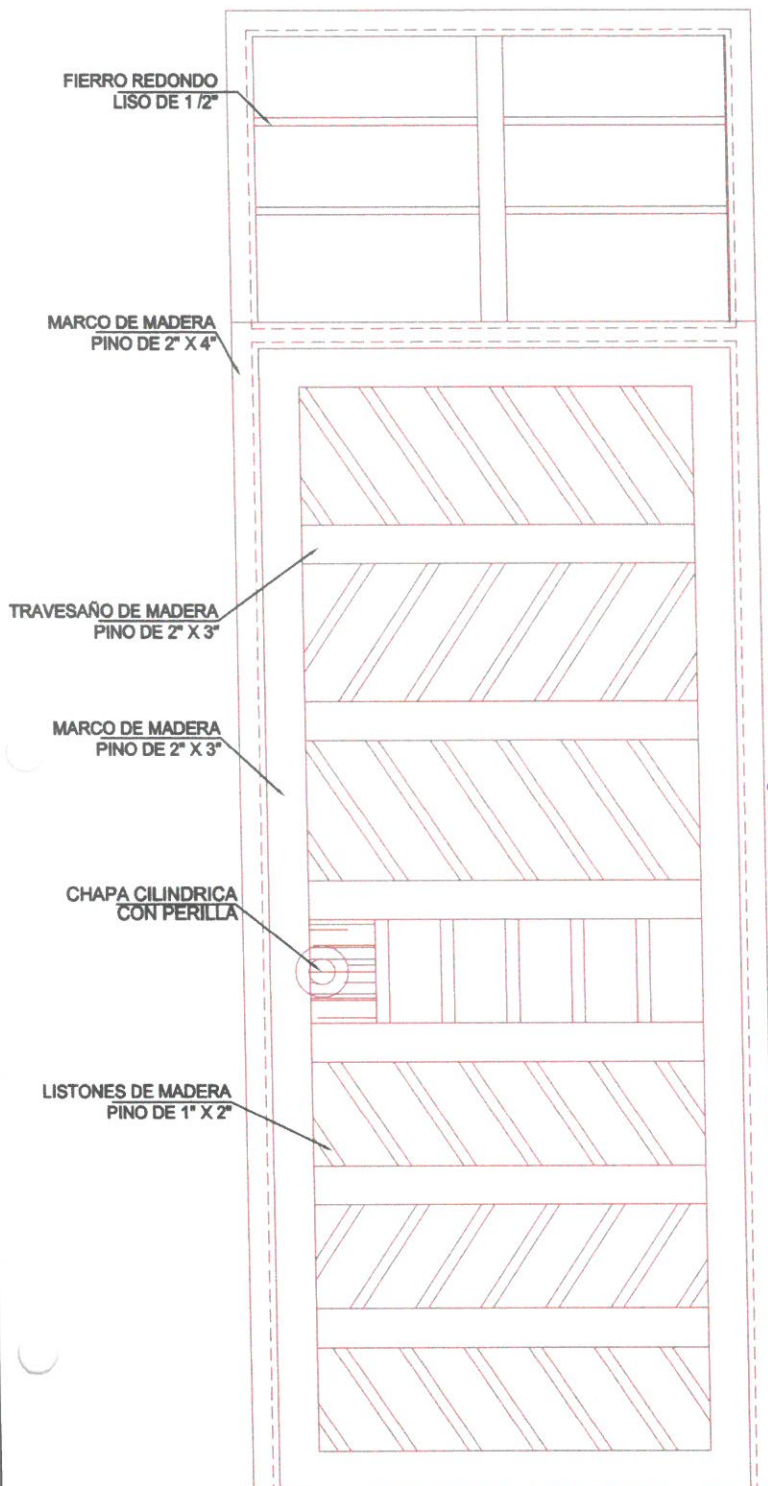 FIERRO REDONDO
LISO DE 1 /2"
MARCO DE MADERA
PINO DE 2" X 4"
TRAVESAÑO DE MADERA
PINO DE 2" X 3"
MARCO DE MADERA
PINO DE 2" X 3"
CHAPA CILINDRICA
CON PERILLA
LISTONES DE MADERA
PINO DE 1" X 2"